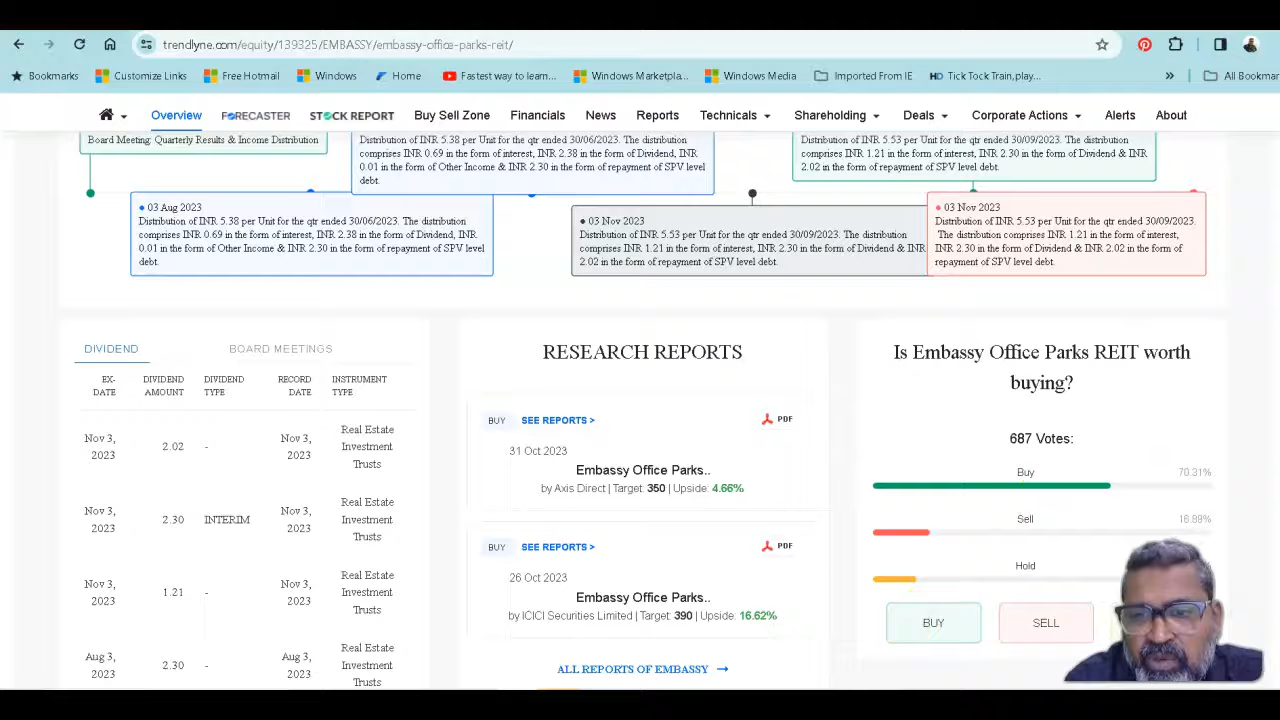 trendlyne.com/equity/139325/EMBASSY/embassy-office-parks-reit/
Bookmarks
Customize Links
Free Hotmail
Windows
Home
Fastest way to learn...
Windows Marketpla...
Windows Media
Imported From IE
HD Tick Tock Train,play...
»
All Bookmar
Overview
FORECASTER
STOCK REPORT
Buy Sell Zone
Financials
News
Reports
Technicals
Shareholding
Deals
Corporate Actions
Alerts
About
Board Meeting: Quarterly Results & Income Distribution
Distribution of INR 5.38 per Unit for the qtr ended 30/06/2023. The distribution
comprises INR 0.69 in the form of interest, INR 2.38 in form of Dividend, INR
0.01 in the form of Other Income & INR 2.30 in form of repayment of SPV level
debt.
Distribution of INR 5.53 per Unit for the qtr ended 30/09/2023. The distribution
comprises INR 1.21 in the form of interest, INR 2.30 in form of Dividend & INR
2.02 in the form of repayment of SPV level debt.
● 03 Aug 2023
Distribution of INR 5.38 per Unit for the qtr ended 30/06/2023. The distribution
comprises INR 0.69 in the form of interest, INR 2.38 in form of Dividend, INR
0.01 in the form of Other Income & INR 2.30 in the form of repayment of SPV level
debt.
● 03 Nov 2023
Distribution of INR 5.53 per Unit for the qtr ended 30/09/2023. The distribution
comprises INR 1.21 in the form of interest, INR 2.30 in form of Dividend & INR
2.02 in the form of repayment of SPV level debt.
● 03 Nov 2023
Distribution of INR 5.53 per Unit for the qtr ended 30/09/2023.
The distribution comprises INR 1.21 in the form of interest,
INR 2.30 in the form of Dividend & INR 2.02 in the form of
repayment of SPV level debt.
DIVIDEND
BOARD MEETINGS
EX-DATE
DIVIDEND AMOUNT
DIVIDEND TYPE
RECORD DATE
INSTRUMENT TYPE
Nov 3, 2023
2.02
-
Nov 3, 2023
Real Estate Investment Trusts
Nov 3, 2023
2.30
INTERIM
Nov 3, 2023
Real Estate Investment Trusts
Nov 3, 2023
1.21
-
Nov 3, 2023
Real Estate Investment Trusts
Aug 3, 2023
2.30
-
Aug 3, 2023
Real Estate Investment Trusts
RESEARCH REPORTS
BUY
SEE REPORTS >
PDF
31 Oct 2023
Embassy Office Parks..
by Axis Direct | Target: 350 | Upside: 4.66%
BUY
SEE REPORTS >
PDF
26 Oct 2023
Embassy Office Parks..
by ICICI Securities Limited | Target: 390 | Upside: 16.62%
ALL REPORTS OF EMBASSY →
Is Embassy Office Parks REIT worth
buying?
687 Votes:
Buy
70.31%
Sell
16.89%
Hold
BUY
SELL